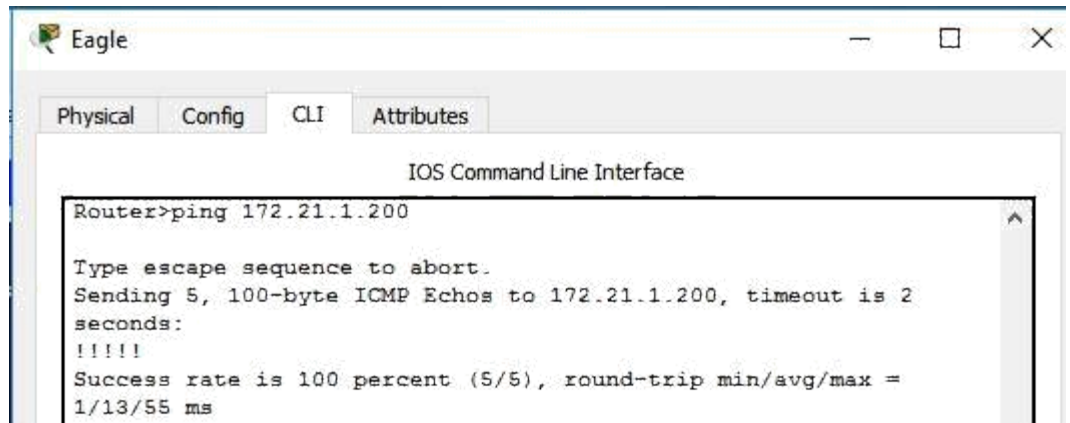 Eagle
Physical Config CLI Attributes
IOS Command Line Interface
Router>ping 172.21.1.200
Type escape sequence to abort.
Sending 5, 100-byte ICMP Echos to 172.21.1.200, timeout is 2
seconds:
!!!!!
Success rate is 100 percent (5/5), round-trip min/avg/max =
1/13/55 ms